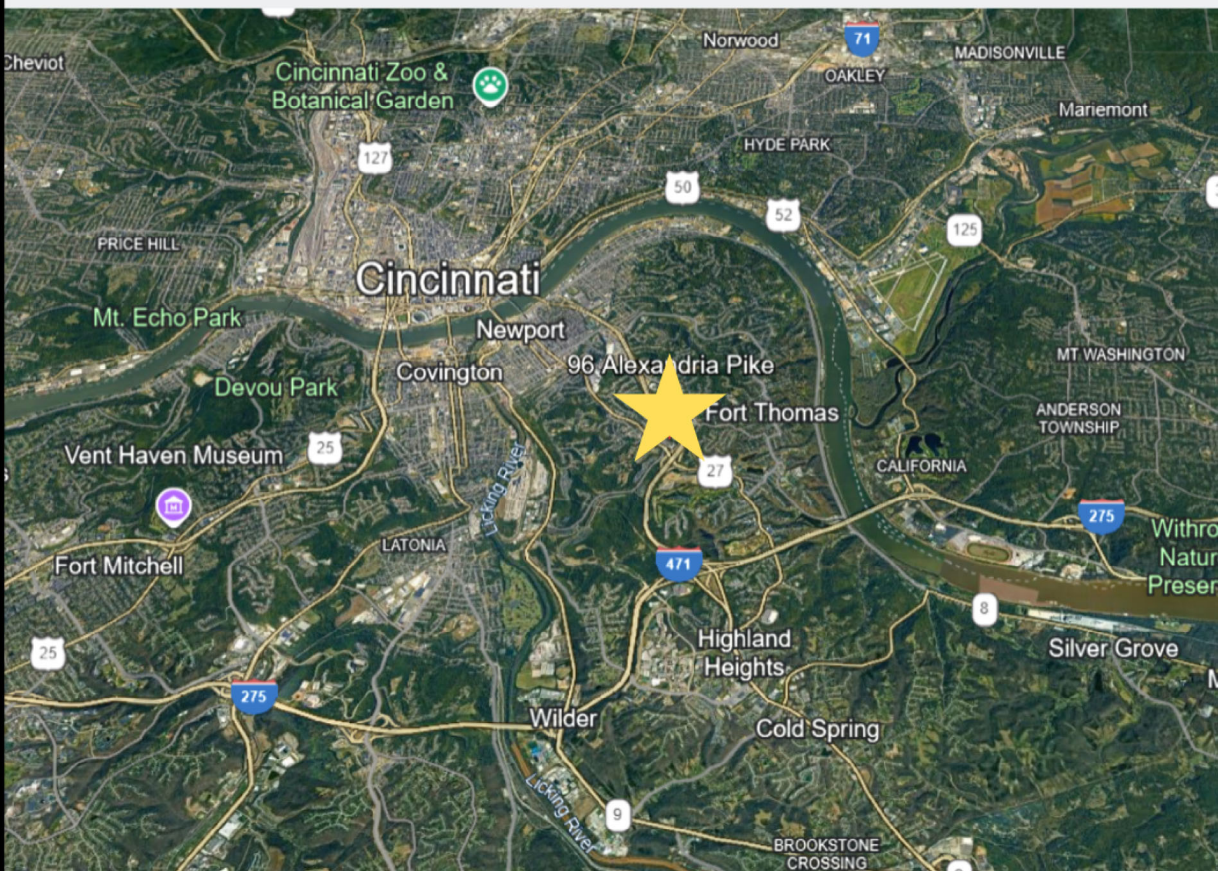 71
Norwood
MADISONVILLE
Cheviot
Cincinnati Zoo &
Botanical Garden
OAKLEY
Mariemont
127
HYDE PARK
50
52
125
PRICE HILL
Cincinnati
Mt. Echo Park
Newport
MT WASHINGTON
96 Alexandria Pike
Covington
Devou Park
Fort Thomas
ANDERSON
TOWNSHIP
25
Vent Haven Museum
27
CALIFORNIA
Licking River
275
Withro
Natur
Preser
LATONIA
Fort Mitchell
471
8
Highland
Heights
Silver Grove
25
275
Wilder
Cold Spring
Licking River
9
BROOKSTONE
CROSSING